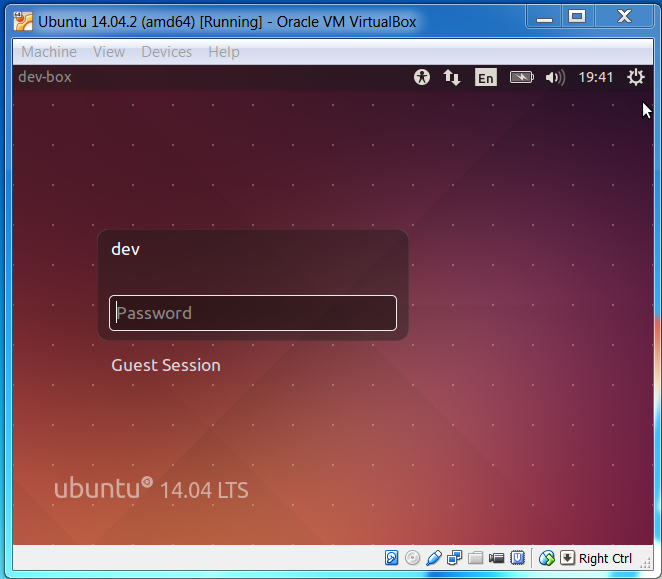 Ubuntu 14.04.2 (amd64) [Running] - Oracle VM VirtualBox
Machine View Devices Help
dev-box En 19:41
dev
Password
Guest Session
ubuntu 14.04 LTS
Right Ctrl